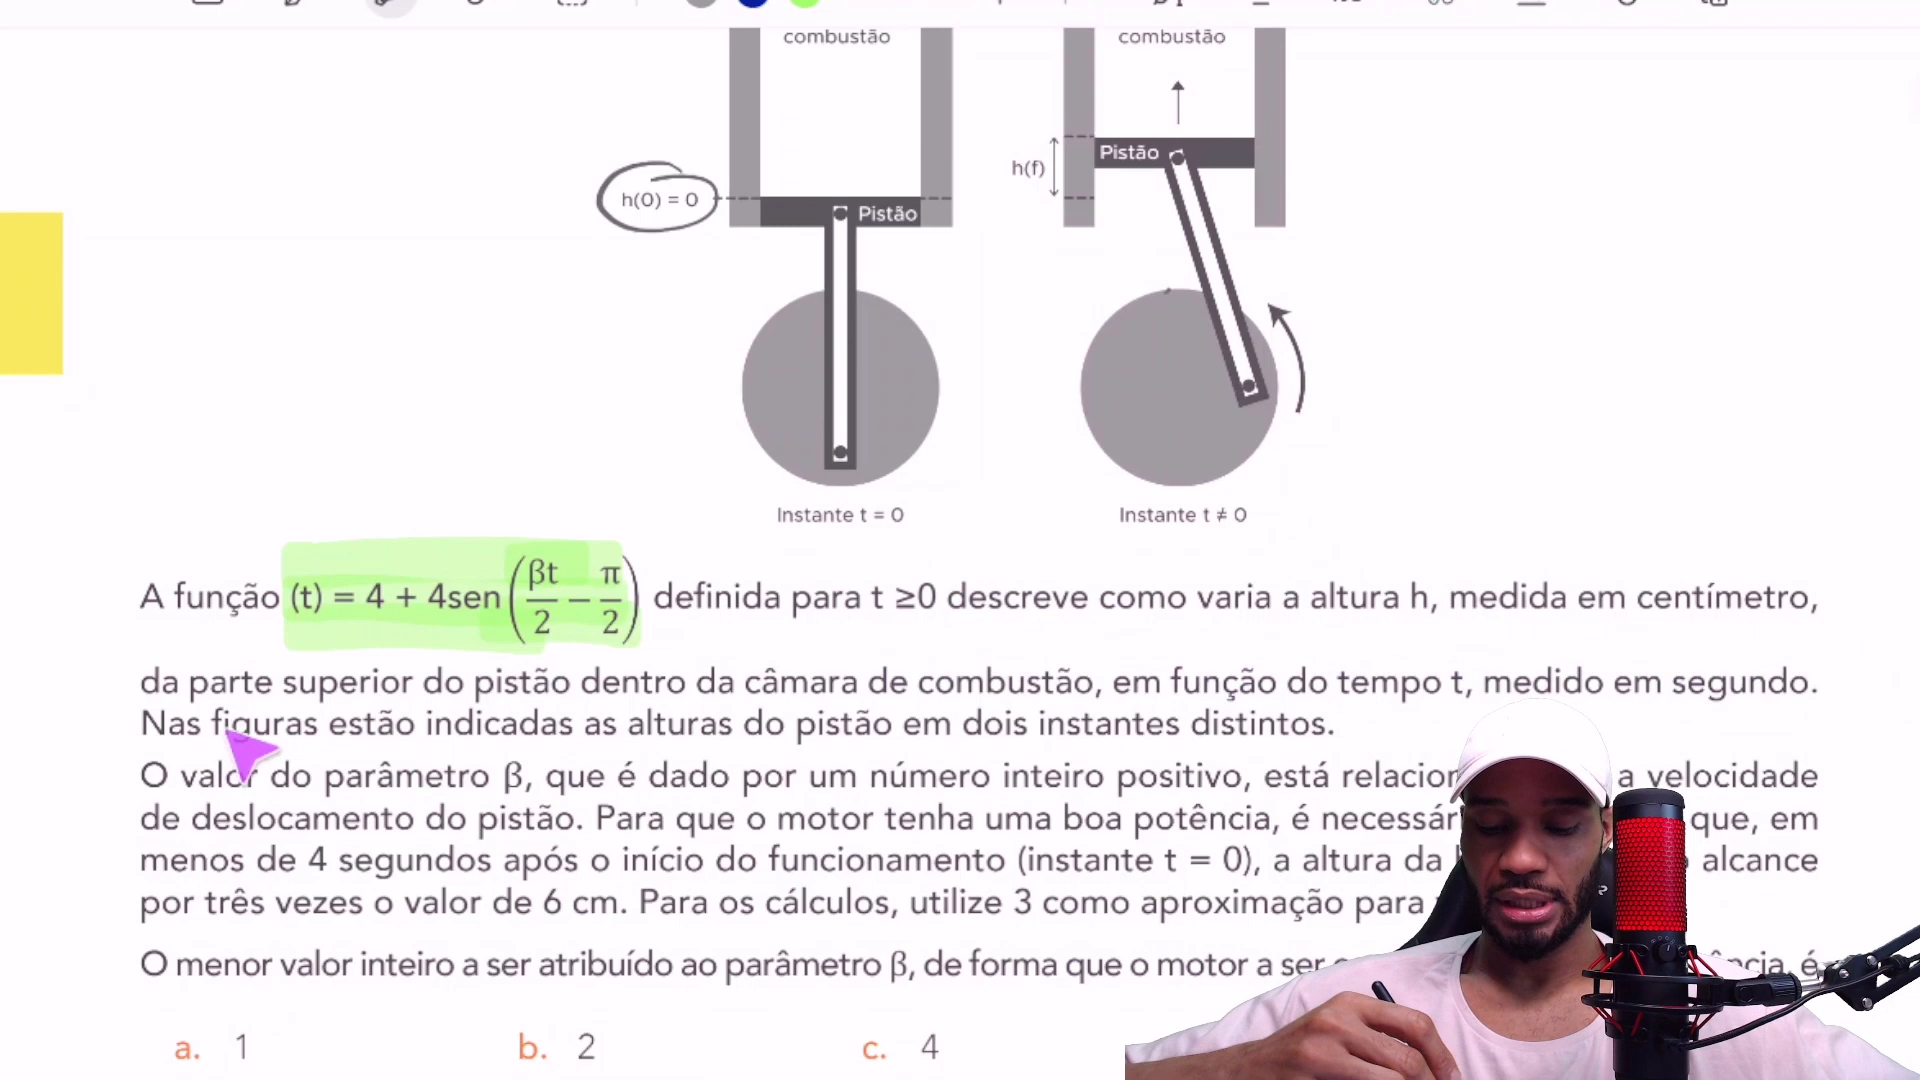 combustão
combustão
Pistão
h(f)
h(0) = 0
Pistão
Instante t = 0
Instante t ≠ 0
A função (t) = 4 + 4sen(βt/2 − π/2) definida para t ≥0 descreve como varia a altura h, medida em centímetro,
da parte superior do pistão dentro da câmara de combustão, em função do tempo t, medido em segundo.
Nas figuras estão indicadas as alturas do pistão em dois instantes distintos.
O valor do parâmetro β, que é dado por um número inteiro positivo, está a velocidade
de deslocamento do pistão. Para que o motor tenha uma boa potência, é que, em
menos de 4 segundos após o início do funcionamento (instante t = 0), a altura da alcance
por três vezes o valor de 6 cm. Para os cálculos, utilize 3 como aproximação para
O menor valor inteiro a ser atribuído ao parâmetro β, de forma que o motor a ser é
a. 1
b. 2
c. 4